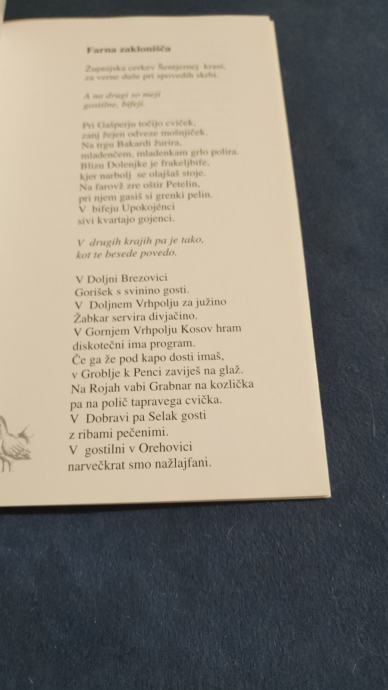 Farna zaklonišča
Župnijska cerkev Šentjernej krasi,
za verne duše pri spovedih skrbi.
A na drugi so meji
gostilne, bifeji.
Pri Gašperju točijo cviček,
zanj žejen odveze mošnjiček.
Na trgu Bakardi žurira,
mladenčem, mladenkam grlo polira.
Blizu Dolenjke je frakeljbife,
kjer narbolj se olajšaš stoje.
Na farovž zre oštir Petelin,
pri njem gasiš si grenki pelin.
V bifeju Upokojénci
sivi kvartajo gojenci.
V drugih krajih pa je tako,
kot te besede povedo.
V Doljni Brezovici
Gorišek s svinino gosti.
V Doljnem Vrhpolju za južino
Žabkar servira divjačino.
V Gornjem Vrhpolju Kosov hram
diskotečni ima program.
Če ga že pod kapo dosti imaš,
v Groblje k Penci zaviješ na glaž.
Na Rojah vabi Grabnar na kozlička
pa na polič tapravega cvička.
V Dobravi pa Selak gosti
z ribami pečenimi.
V gostilni v Orehovici
narvečkrat smo nažlajfani.